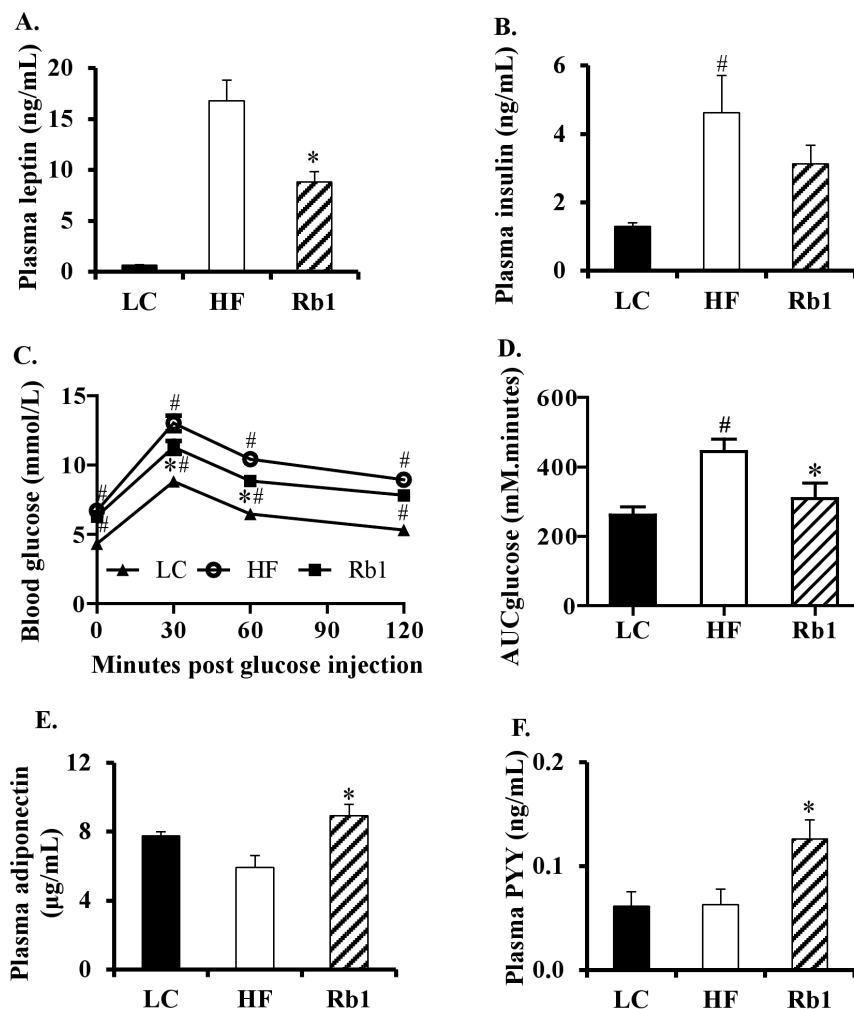 A.
Plasma leptin (ng/mL)
20
15
10
5
0
*
LC HF Rb1
B.
Plasma insulin (ng/mL)
6
4
2
0
#
LC HF Rb1
C.
Blood glucose (mmol/L)
15
10
5
0
#
#
#
#
*#
*#
#
#
LC HF Rb1
0 30 60 90 120
Minutes post glucose injection
D.
AUCglucose (mM.minutes)
600
400
200
0
#
*
LC HF Rb1
E.
Plasma adiponectin
(μg/mL)
12
8
4
0
*
LC HF Rb1
F.
Plasma PYY (ng/mL)
0.2
0.1
0.0
*
LC HF Rb1